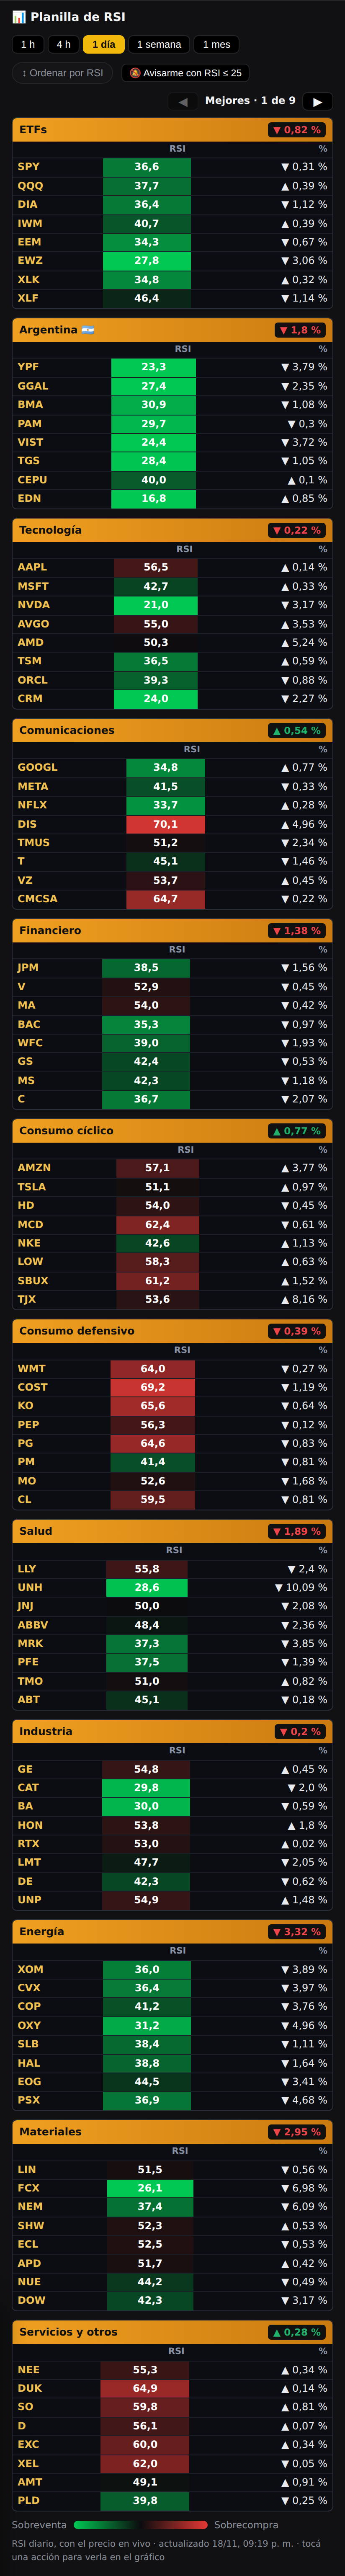 📊 Planilla de RSI
1 h 4 h 1 día 1 semana 1 mes
↕ Ordenar por RSI 🔕 Avisarme con RSI ≤ 25
◀ Mejores · 1 de 9 ▶
ETFs ▼ 0,82 %
RSI %
SPY 36,6 ▼ 0,31 %
QQQ 37,7 ▲ 0,39 %
DIA 36,4 ▼ 1,12 %
IWM 40,7 ▲ 0,39 %
EEM 34,3 ▼ 0,67 %
EWZ 27,8 ▼ 3,06 %
XLK 34,8 ▲ 0,32 %
XLF 46,4 ▼ 1,14 %
Argentina 🇦🇷 ▼ 1,8 %
RSI %
YPF 23,3 ▼ 3,79 %
GGAL 27,4 ▼ 2,35 %
BMA 30,9 ▼ 1,08 %
PAM 29,7 ▼ 0,3 %
VIST 24,4 ▼ 3,72 %
TGS 28,4 ▼ 1,05 %
CEPU 40,0 ▲ 0,1 %
EDN 16,8 ▲ 0,85 %
Tecnología ▼ 0,22 %
RSI %
AAPL 56,5 ▲ 0,14 %
MSFT 42,7 ▲ 0,33 %
NVDA 21,0 ▼ 3,17 %
AVGO 55,0 ▲ 3,53 %
AMD 50,3 ▲ 5,24 %
TSM 36,5 ▲ 0,59 %
ORCL 39,3 ▼ 0,88 %
CRM 24,0 ▼ 2,27 %
Comunicaciones ▲ 0,54 %
RSI %
GOOGL 34,8 ▲ 0,77 %
META 41,5 ▼ 0,33 %
NFLX 33,7 ▲ 0,28 %
DIS 70,1 ▲ 4,96 %
TMUS 51,2 ▼ 2,34 %
T 45,1 ▼ 1,46 %
VZ 53,7 ▲ 0,45 %
CMCSA 64,7 ▼ 0,22 %
Financiero ▼ 1,38 %
RSI %
JPM 38,5 ▼ 1,56 %
V 52,9 ▼ 0,45 %
MA 54,0 ▼ 0,42 %
BAC 35,3 ▼ 0,97 %
WFC 39,0 ▼ 1,93 %
GS 42,4 ▼ 0,53 %
MS 42,3 ▼ 1,18 %
C 36,7 ▼ 2,07 %
Consumo cíclico ▲ 0,77 %
RSI %
AMZN 57,1 ▲ 3,77 %
TSLA 51,1 ▲ 0,97 %
HD 54,0 ▼ 0,45 %
MCD 62,4 ▼ 0,61 %
NKE 42,6 ▲ 1,13 %
LOW 58,3 ▲ 0,63 %
SBUX 61,2 ▲ 1,52 %
TJX 53,6 ▲ 8,16 %
Consumo defensivo ▼ 0,39 %
RSI %
WMT 64,0 ▼ 0,27 %
COST 69,2 ▼ 1,19 %
KO 65,6 ▼ 0,64 %
PEP 56,3 ▼ 0,12 %
PG 64,6 ▼ 0,83 %
PM 41,4 ▼ 0,81 %
MO 52,6 ▼ 1,68 %
CL 59,5 ▼ 0,81 %
Salud ▼ 1,89 %
RSI %
LLY 55,8 ▼ 2,4 %
UNH 28,6 ▼ 10,09 %
JNJ 50,0 ▼ 2,08 %
ABBV 48,4 ▼ 2,36 %
MRK 37,3 ▼ 3,85 %
PFE 37,5 ▼ 1,39 %
TMO 51,0 ▲ 0,82 %
ABT 45,1 ▼ 0,18 %
Industria ▼ 0,2 %
RSI %
GE 54,8 ▲ 0,45 %
CAT 29,8 ▼ 2,0 %
BA 30,0 ▼ 0,59 %
HON 53,8 ▲ 1,8 %
RTX 53,0 ▲ 0,02 %
LMT 47,7 ▼ 2,05 %
DE 42,3 ▼ 0,62 %
UNP 54,9 ▲ 1,48 %
Energía ▼ 3,32 %
RSI %
XOM 36,0 ▼ 3,89 %
CVX 36,4 ▼ 3,97 %
COP 41,2 ▼ 3,76 %
OXY 31,2 ▼ 4,96 %
SLB 38,4 ▼ 1,11 %
HAL 38,8 ▼ 1,64 %
EOG 44,5 ▼ 3,41 %
PSX 36,9 ▼ 4,68 %
Materiales ▼ 2,95 %
RSI %
LIN 51,5 ▼ 0,56 %
FCX 26,1 ▼ 6,98 %
NEM 37,4 ▼ 6,09 %
SHW 52,3 ▲ 0,53 %
ECL 52,5 ▼ 0,53 %
APD 51,7 ▲ 0,42 %
NUE 44,2 ▼ 0,49 %
DOW 42,3 ▼ 3,17 %
Servicios y otros ▲ 0,28 %
RSI %
NEE 55,3 ▲ 0,34 %
DUK 64,9 ▲ 0,14 %
SO 59,8 ▲ 0,81 %
D 56,1 ▲ 0,07 %
EXC 60,0 ▲ 0,34 %
XEL 62,0 ▼ 0,05 %
AMT 49,1 ▲ 0,91 %
PLD 39,8 ▼ 0,25 %
Sobreventa Sobrecompra
RSI diario, con el precio en vivo · actualizado 18/11, 09:19 p. m. · tocá
una acción para verla en el gráfico